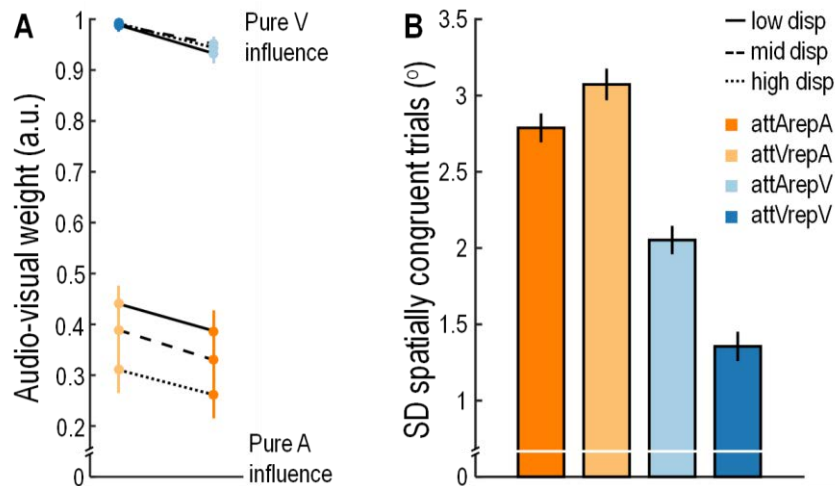 A
Audio-visual weight (a.u.)
1
0.9
0.8
0.7
0.6
0.5
0.4
0.3
0.2
0
Pure V
influence
Pure A
influence
B
SD spatially congruent trials (°)
3.5
3
2.5
2
1.5
1
0
low disp
mid disp
high disp
attArepA
attVrepA
attArepV
attVrepV